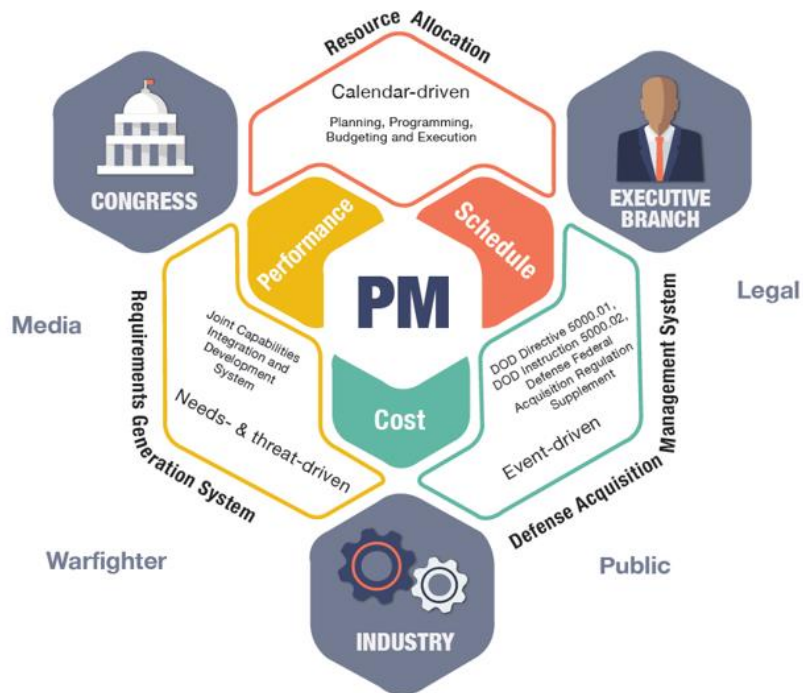 Resource Allocation
Calendar-driven
Planning, Programming,
Budgeting and Execution
CONGRESS
EXECUTIVE
BRANCH
Performance
Schedule
PM
Cost
Media
Legal
Requirements Generation System
Joint Capabilities
Integration and
Development
System
Needs- & threat-driven
DOD Directive 5000.01,
DOD Instruction 5000.02,
Defense Federal
Acquisition Regulation
Supplement
Event-driven
Defense Acquisition Management System
Warfighter
Public
INDUSTRY